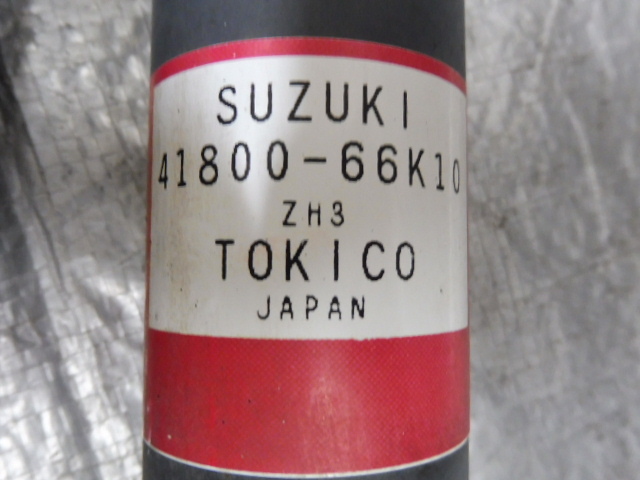 SUZUKI
41800-66K10
ZH3
TOKICO
JAPAN